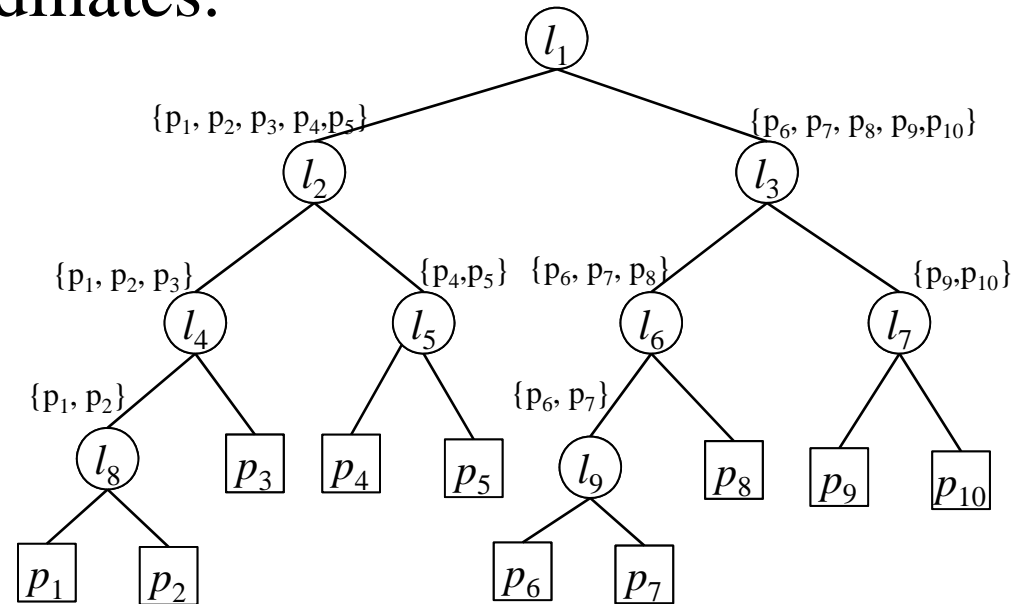 dinates.
l₁
{p₁, p₂, p₃, p₄,p₅} {p₆, p₇, p₈, p₉,p₁₀}
l₂ l₃
{p₁, p₂, p₃} {p₄,p₅} {p₆, p₇, p₈} {p₉,p₁₀}
l₄ l₅ l₆ l₇
{p₁, p₂} {p₆, p₇}
l₈ p₃ p₄ p₅ l₉ p₈ p₉ p₁₀
p₁ p₂ p₆ p₇